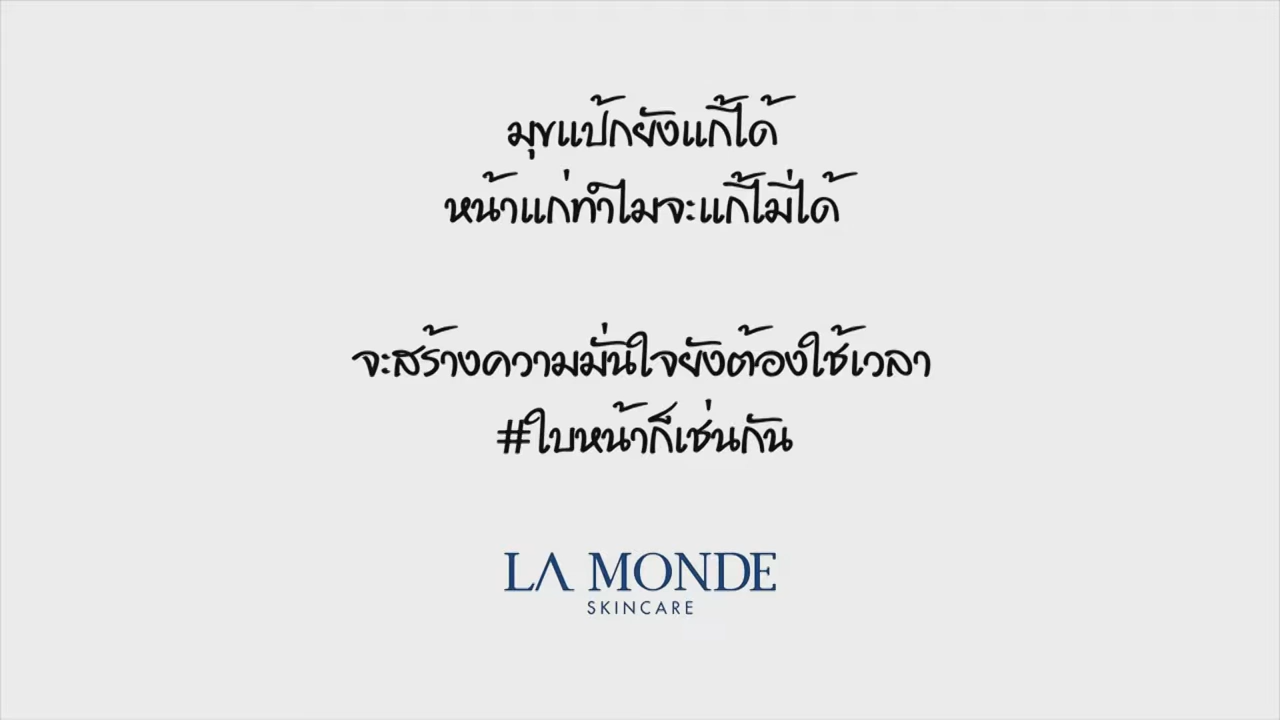 มุขแป้กยังแก้ได้
หน้าแก่ทำไมจะแก้ไม่ได้
จะสร้างความมั่นใจยังต้องใช้เวลา
#ใบหน้าก็เช่นกัน
LA MONDE
SKINCARE